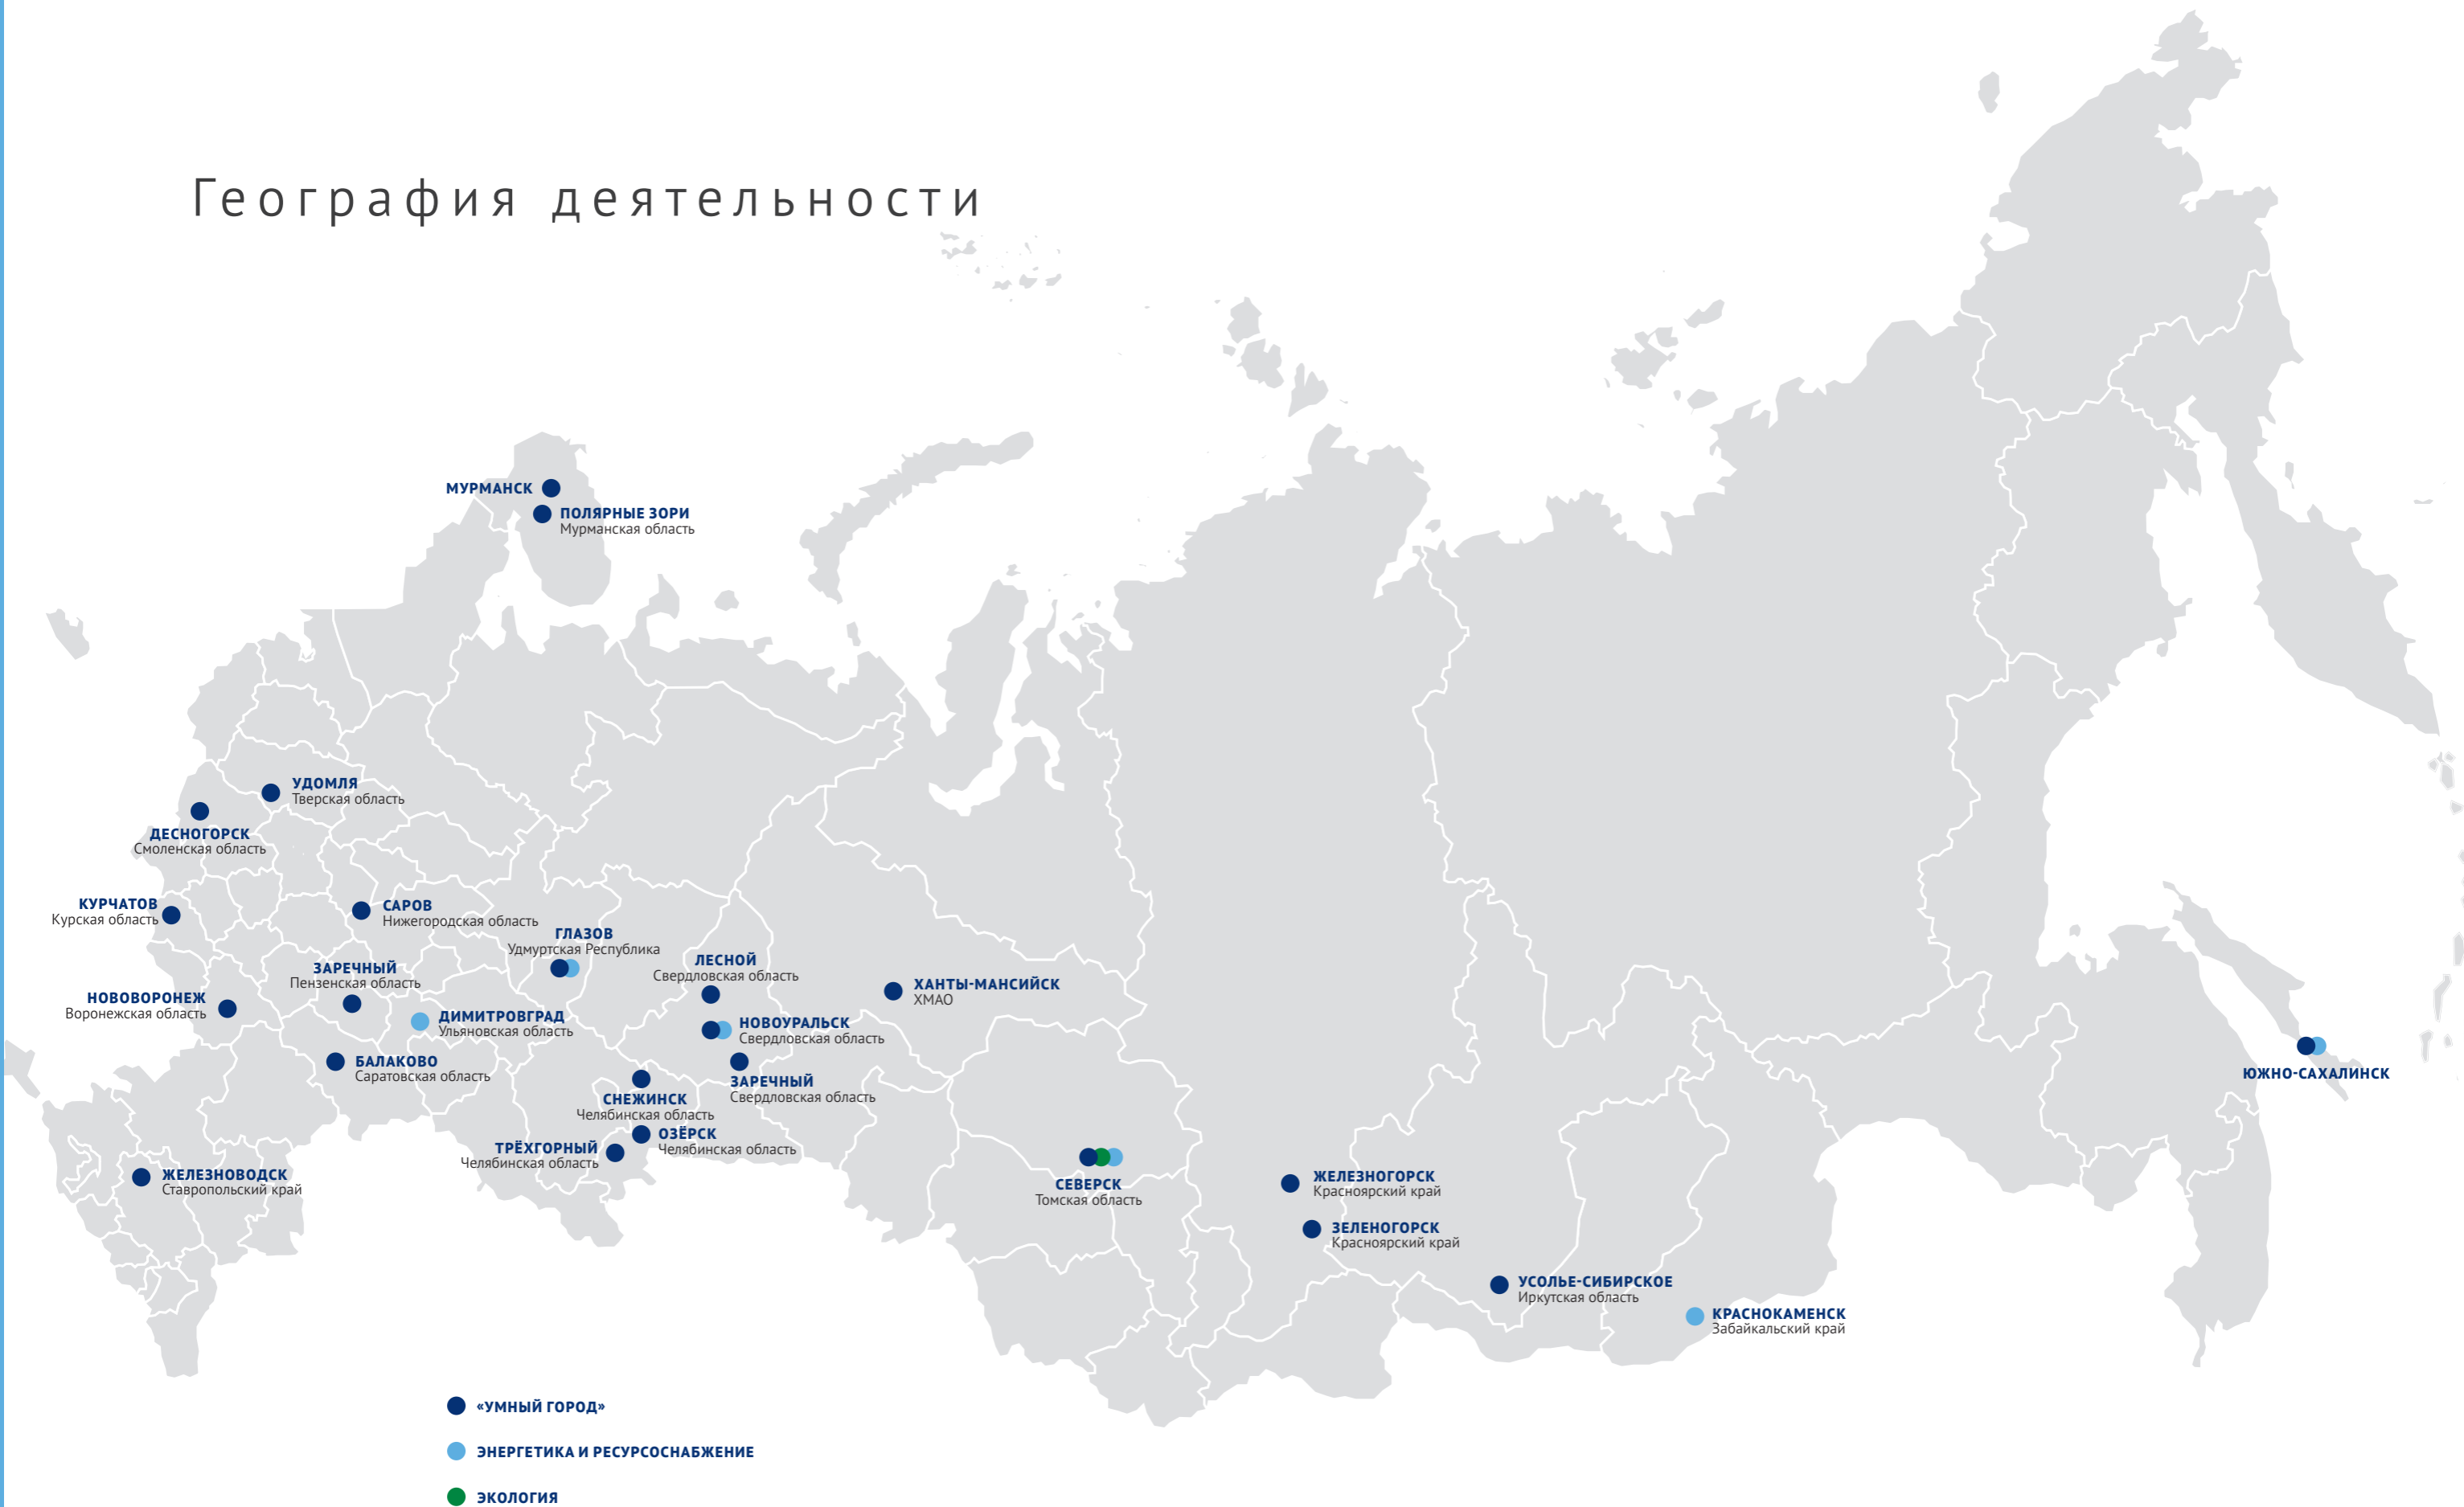 География деятельности
МУРМАНСК
ПОЛЯРНЫЕ ЗОРИ
Мурманская область
УДОМЛЯ
Тверская область
ДЕСНОГОРСК
Смоленская область
КУРЧАТОВ
Курская область
САРОВ
Нижегородская область
ГЛАЗОВ
Удмуртская Республика
ЛЕСНОЙ
Свердловская область
ХАНТЫ-МАНСИЙСК
ХМАО
ЗАРЕЧНЫЙ
Пензенская область
НОВОВОРОНЕЖ
Воронежская область
ДИМИТРОВГРАД
Ульяновская область
НОВОУРАЛЬСК
Свердловская область
БАЛАКОВО
Саратовская область
ЗАРЕЧНЫЙ
Свердловская область
СНЕЖИНСК
Челябинская область
ОЗЁРСК
Челябинская область
ТРЁХГОРНЫЙ
Челябинская область
ЖЕЛЕЗНОВОДСК
Ставропольский край
СЕВЕРСК
Томская область
ЖЕЛЕЗНОГОРСК
Красноярский край
ЗЕЛЕНОГОРСК
Красноярский край
УСОЛЬЕ-СИБИРСКОЕ
Иркутская область
КРАСНОКАМЕНСК
Забайкальский край
ЮЖНО-САХАЛИНСК
«УМНЫЙ ГОРОД»
ЭНЕРГЕТИКА И РЕСУРСОСНАБЖЕНИЕ
ЭКОЛОГИЯ